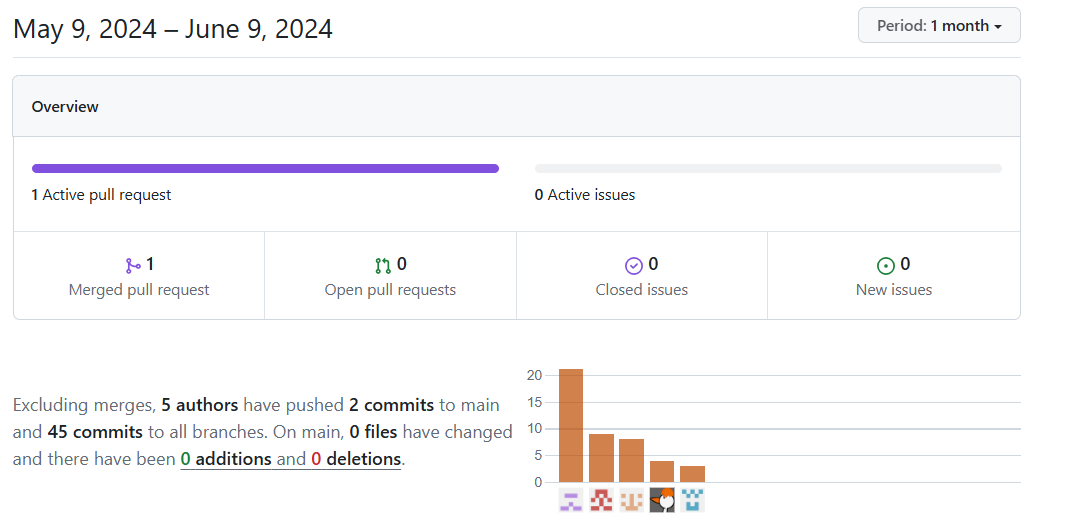 May 9, 2024 – June 9, 2024
Period: 1 month
Overview
1 Active pull request
0 Active issues
1
Merged pull request
0
Open pull requests
0
Closed issues
0
New issues
Excluding merges, 5 authors have pushed 2 commits to main
and 45 commits to all branches. On main, 0 files have changed
and there have been 0 additions and 0 deletions.
20
15
10
5
0